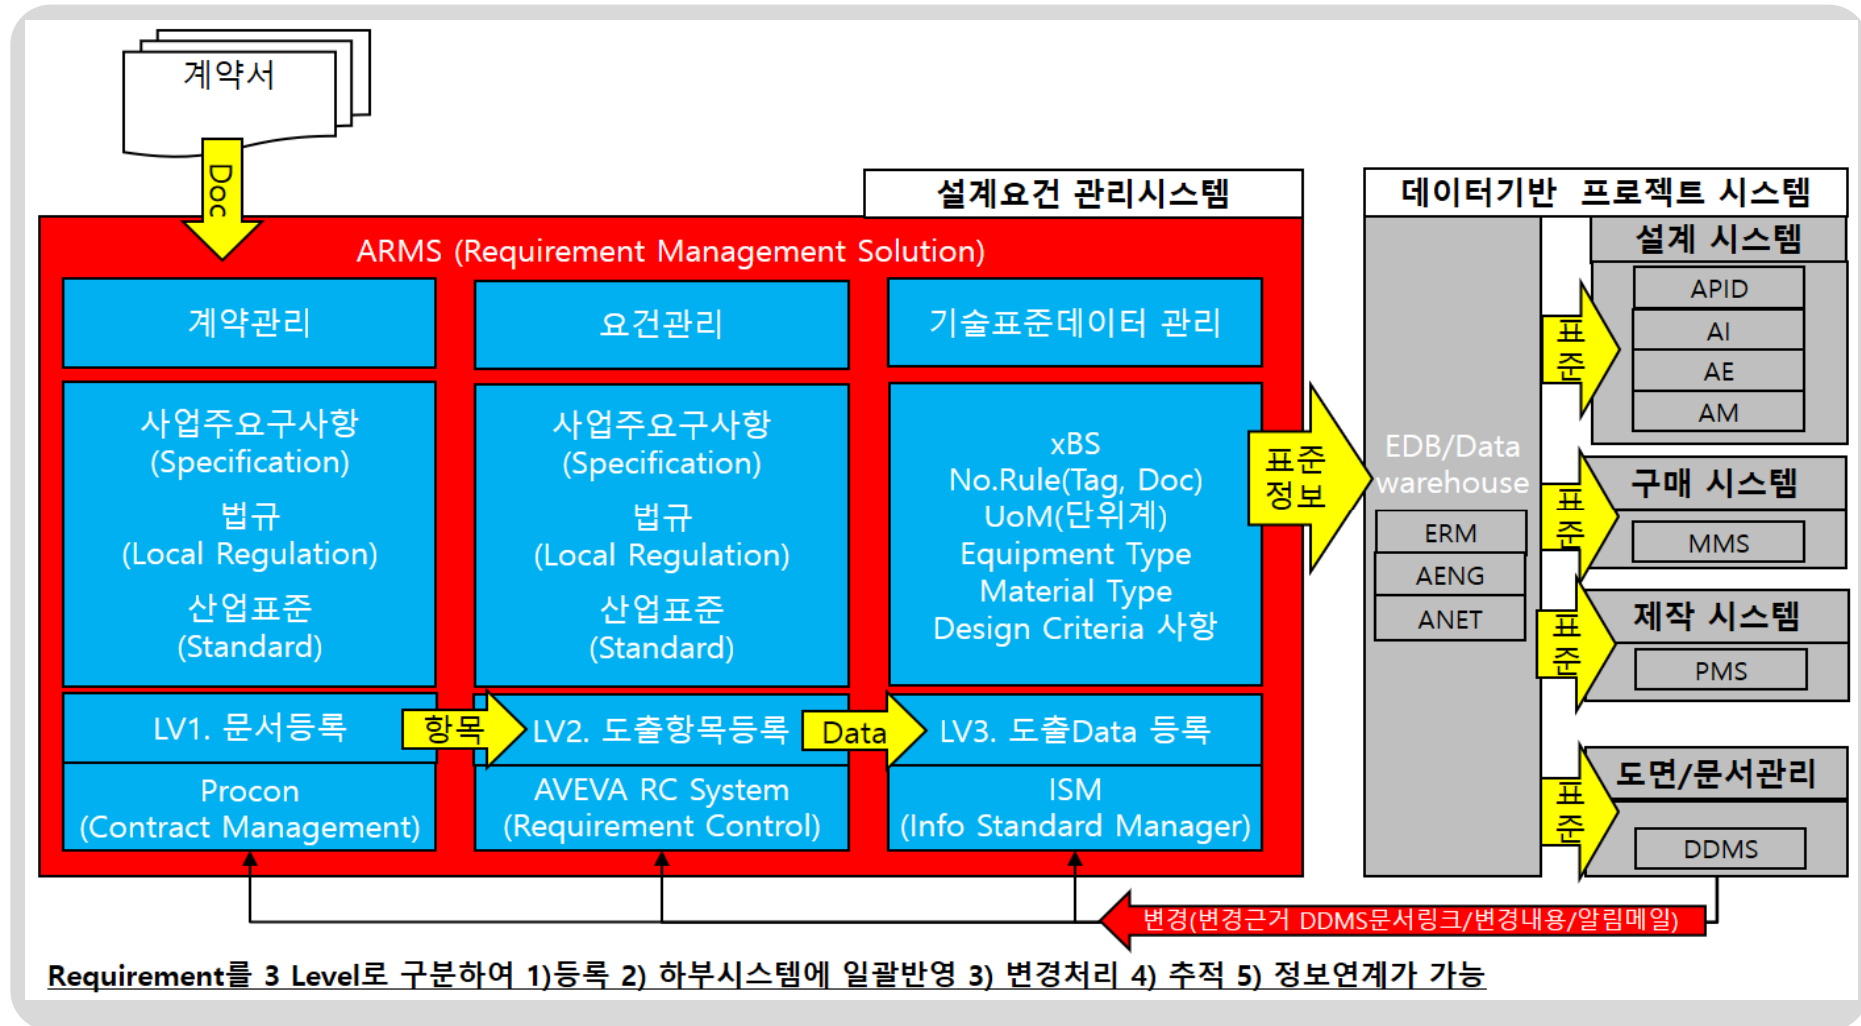 계약서
Doc
설계요건 관리시스템
ARMS (Requirement Management Solution)
계약관리
사업주요구사항
(Specification)
법규
(Local Regulation)
산업표준
(Standard)
LV1. 문서등록
Procon
(Contract Management)
항목
요건관리
사업주요구사항
(Specification)
법규
(Local Regulation)
산업표준
(Standard)
LV2. 도출항목등록
AVEVA RC System
(Requirement Control)
Data
기술표준데이터 관리
xBS
No.Rule(Tag, Doc)
UoM(단위계)
Equipment Type
Material Type
Design Criteria 사항
LV3. 도출Data 등록
ISM
(Info Standard Manager)
표준
정보
데이터기반 프로젝트 시스템
EDB/Data
warehouse
ERM
AENG
ANET
표
준
설계 시스템
APID
AI
AE
AM
표
준
구매 시스템
MMS
표
준
제작 시스템
PMS
표
준
도면/문서관리
DDMS
변경(변경근거 DDMS문서링크/변경내용/알림메일)
Requirement를 3 Level로 구분하여 1)등록 2) 하부시스템에 일괄반영 3) 변경처리 4) 추적 5) 정보연계가 가능